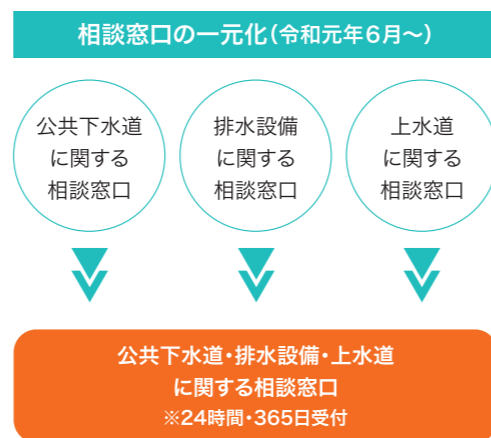 相談窓口の一元化(令和元年6月～)
公共下水道
に関する
相談窓口
排水設備
に関する
相談窓口
上水道
に関する
相談窓口
公共下水道・排水設備・上水道
に関する相談窓口
※24時間・365日受付